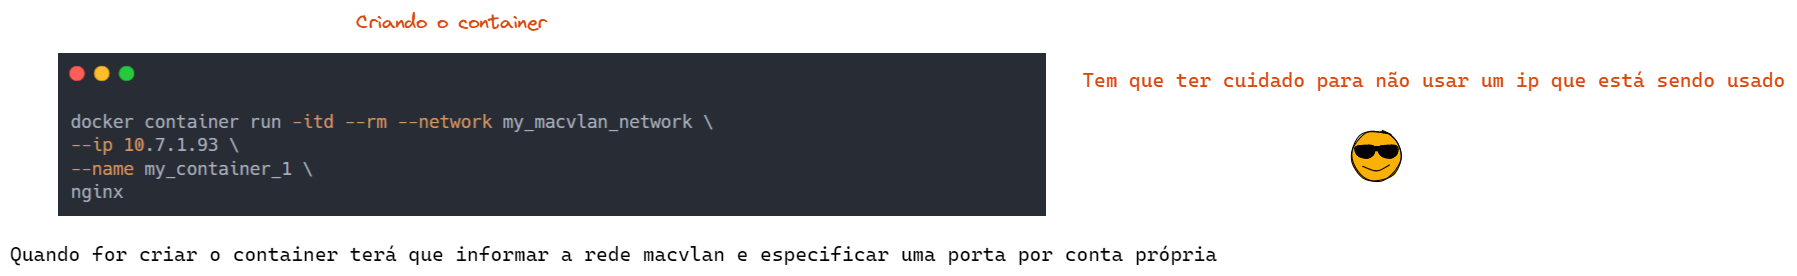 Criando o container
docker container run -itd --rm --network my_macvlan_network \
--ip 10.7.1.93 \
--name my_container_1 \
nginx
Tem que ter cuidado para não usar um ip que está sendo usado
Quando for criar o container terá que informar a rede macvlan e especificar uma porta por conta própria